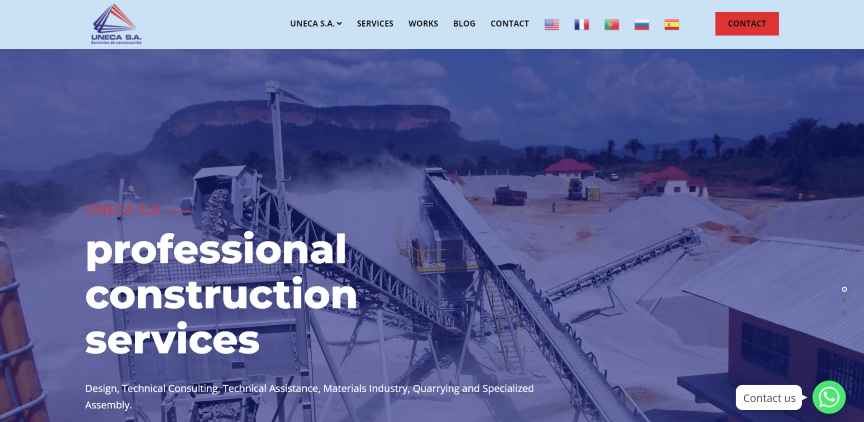 UNECA S.A.
Servicios de construcción
UNECA S.A.
SERVICES
WORKS
BLOG
CONTACT
CONTACT
UNECA S.A.
professional
construction
services
Design, Technical Consulting, Technical Assistance, Materials Industry, Quarrying and Specialized
Assembly.
Contact us